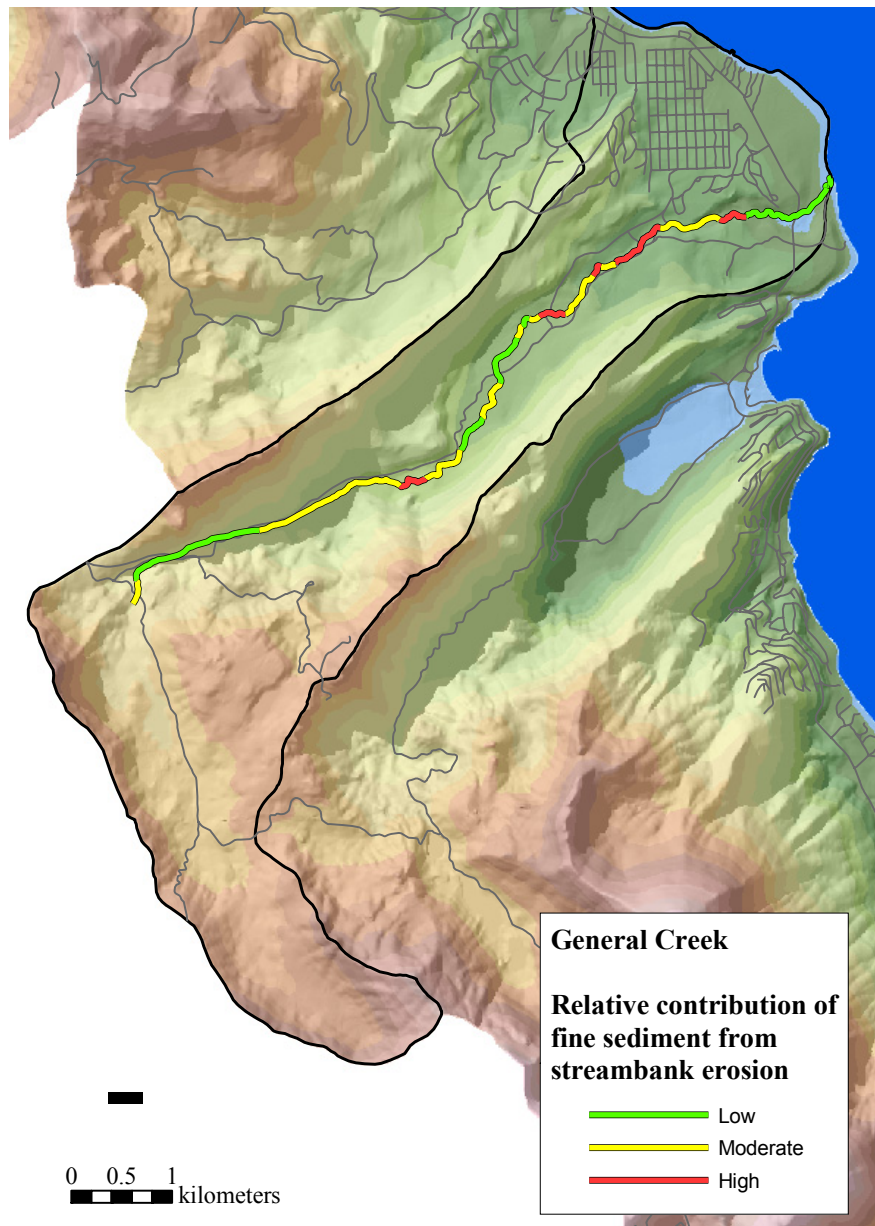 General Creek
Relative contribution of
fine sediment from
streambank erosion
Low
Moderate
High
0 0.5 1
kilometers